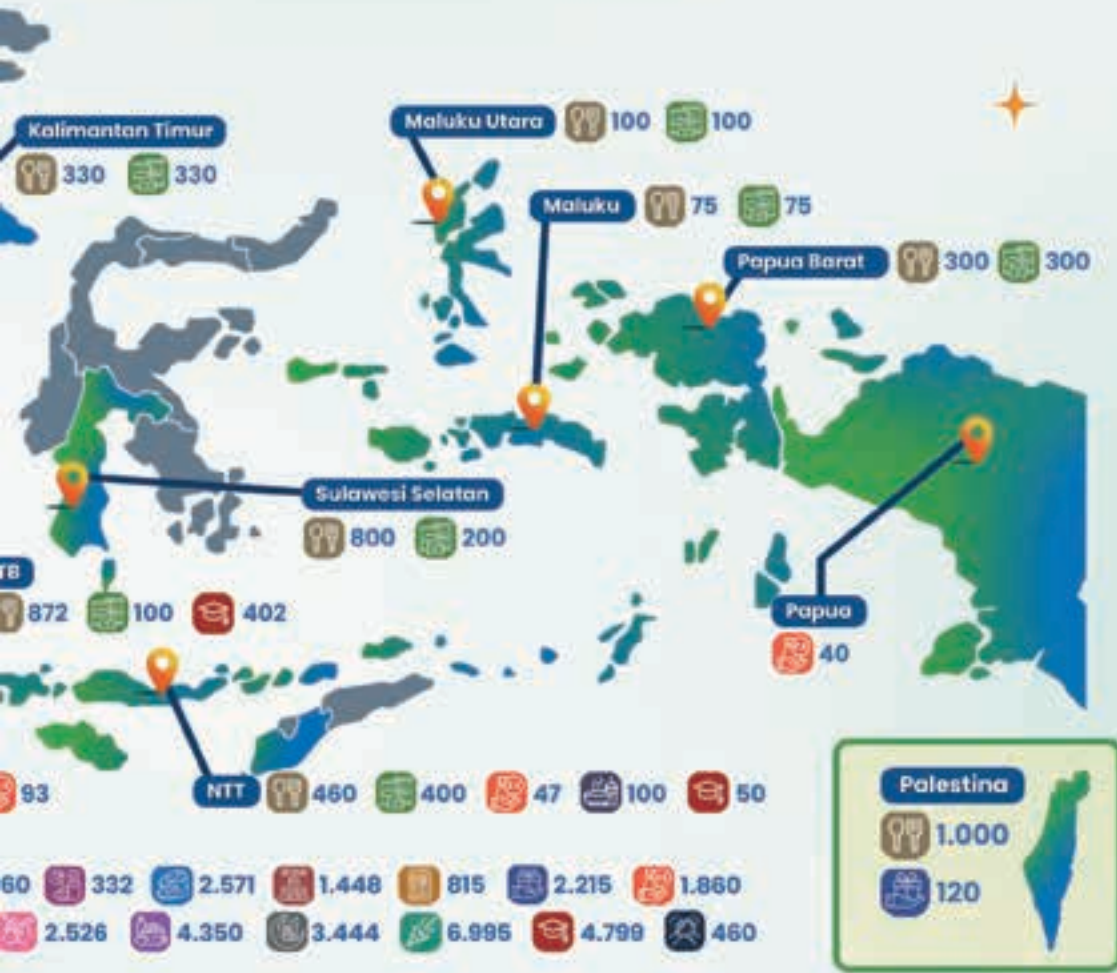 Kalimantan Timur
330 330
Maluku Utara 100 100
Maluku 75 75
Papua Barat 300 300
Sulawesi Selatan
800 200
TB
872 100 402
Papua
40
93
NTT 460 400 47 100 50
Palestina
1.000
120
60 332 2.571 1.448 815 2.215 1.860
2.526 4.350 3.444 6.995 4.799 460